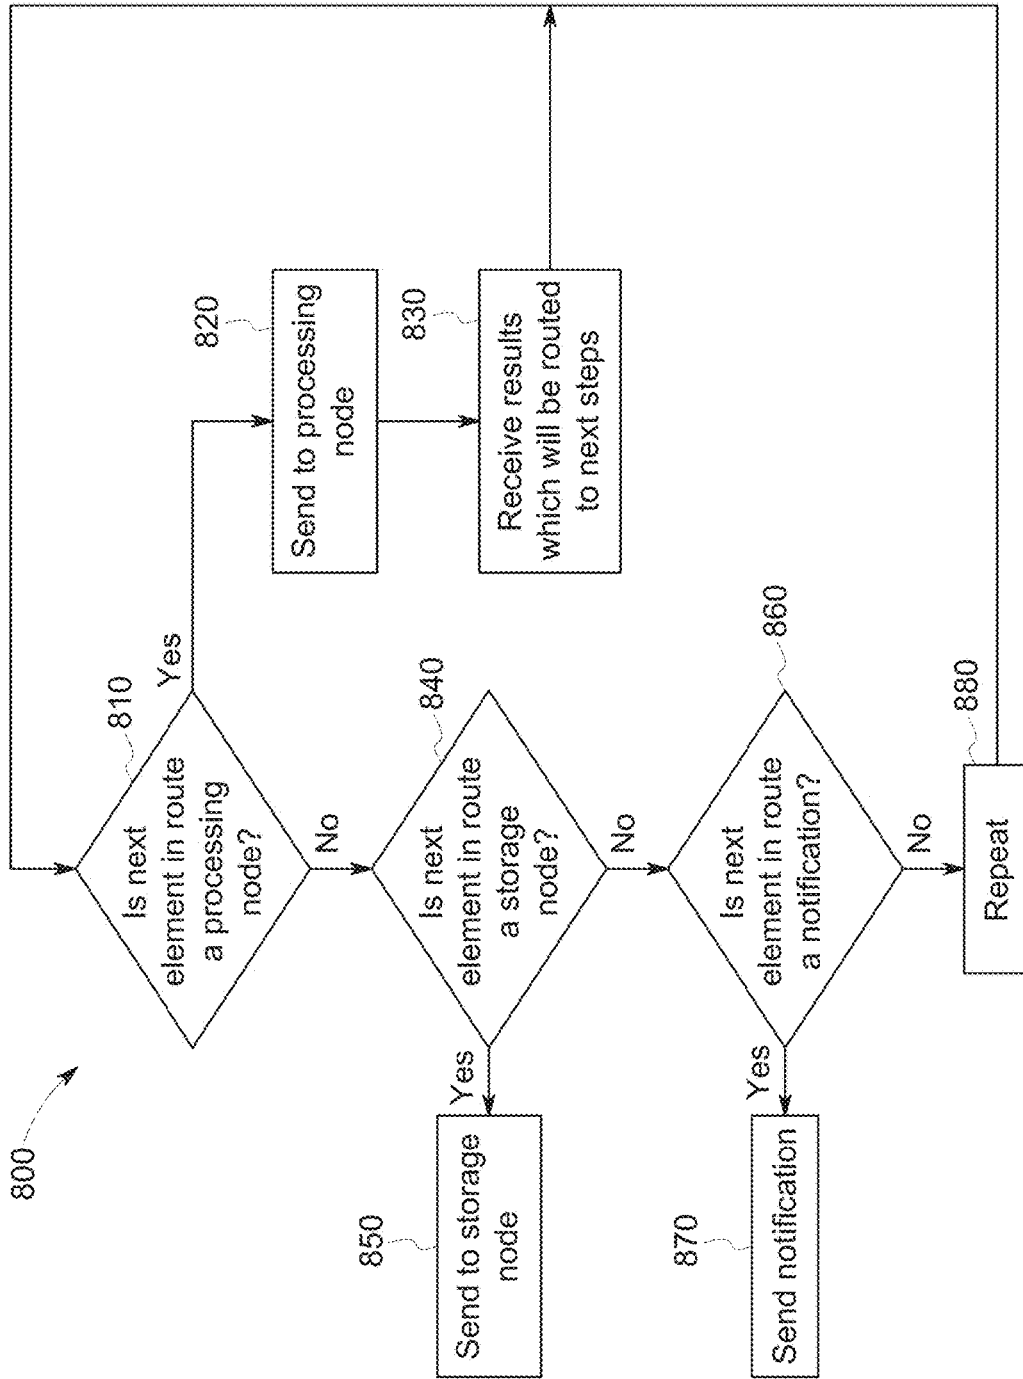 800
810
Is next
element in route
a processing
node?
Yes
No
820
Send to processing
node
830
Receive results
which will be routed
to next steps
840
Is next
element in route
a storage
node?
Yes
No
850
Send to storage
node
860
Is next
element in route
a notification?
Yes
No
870
Send notification
880
Repeat